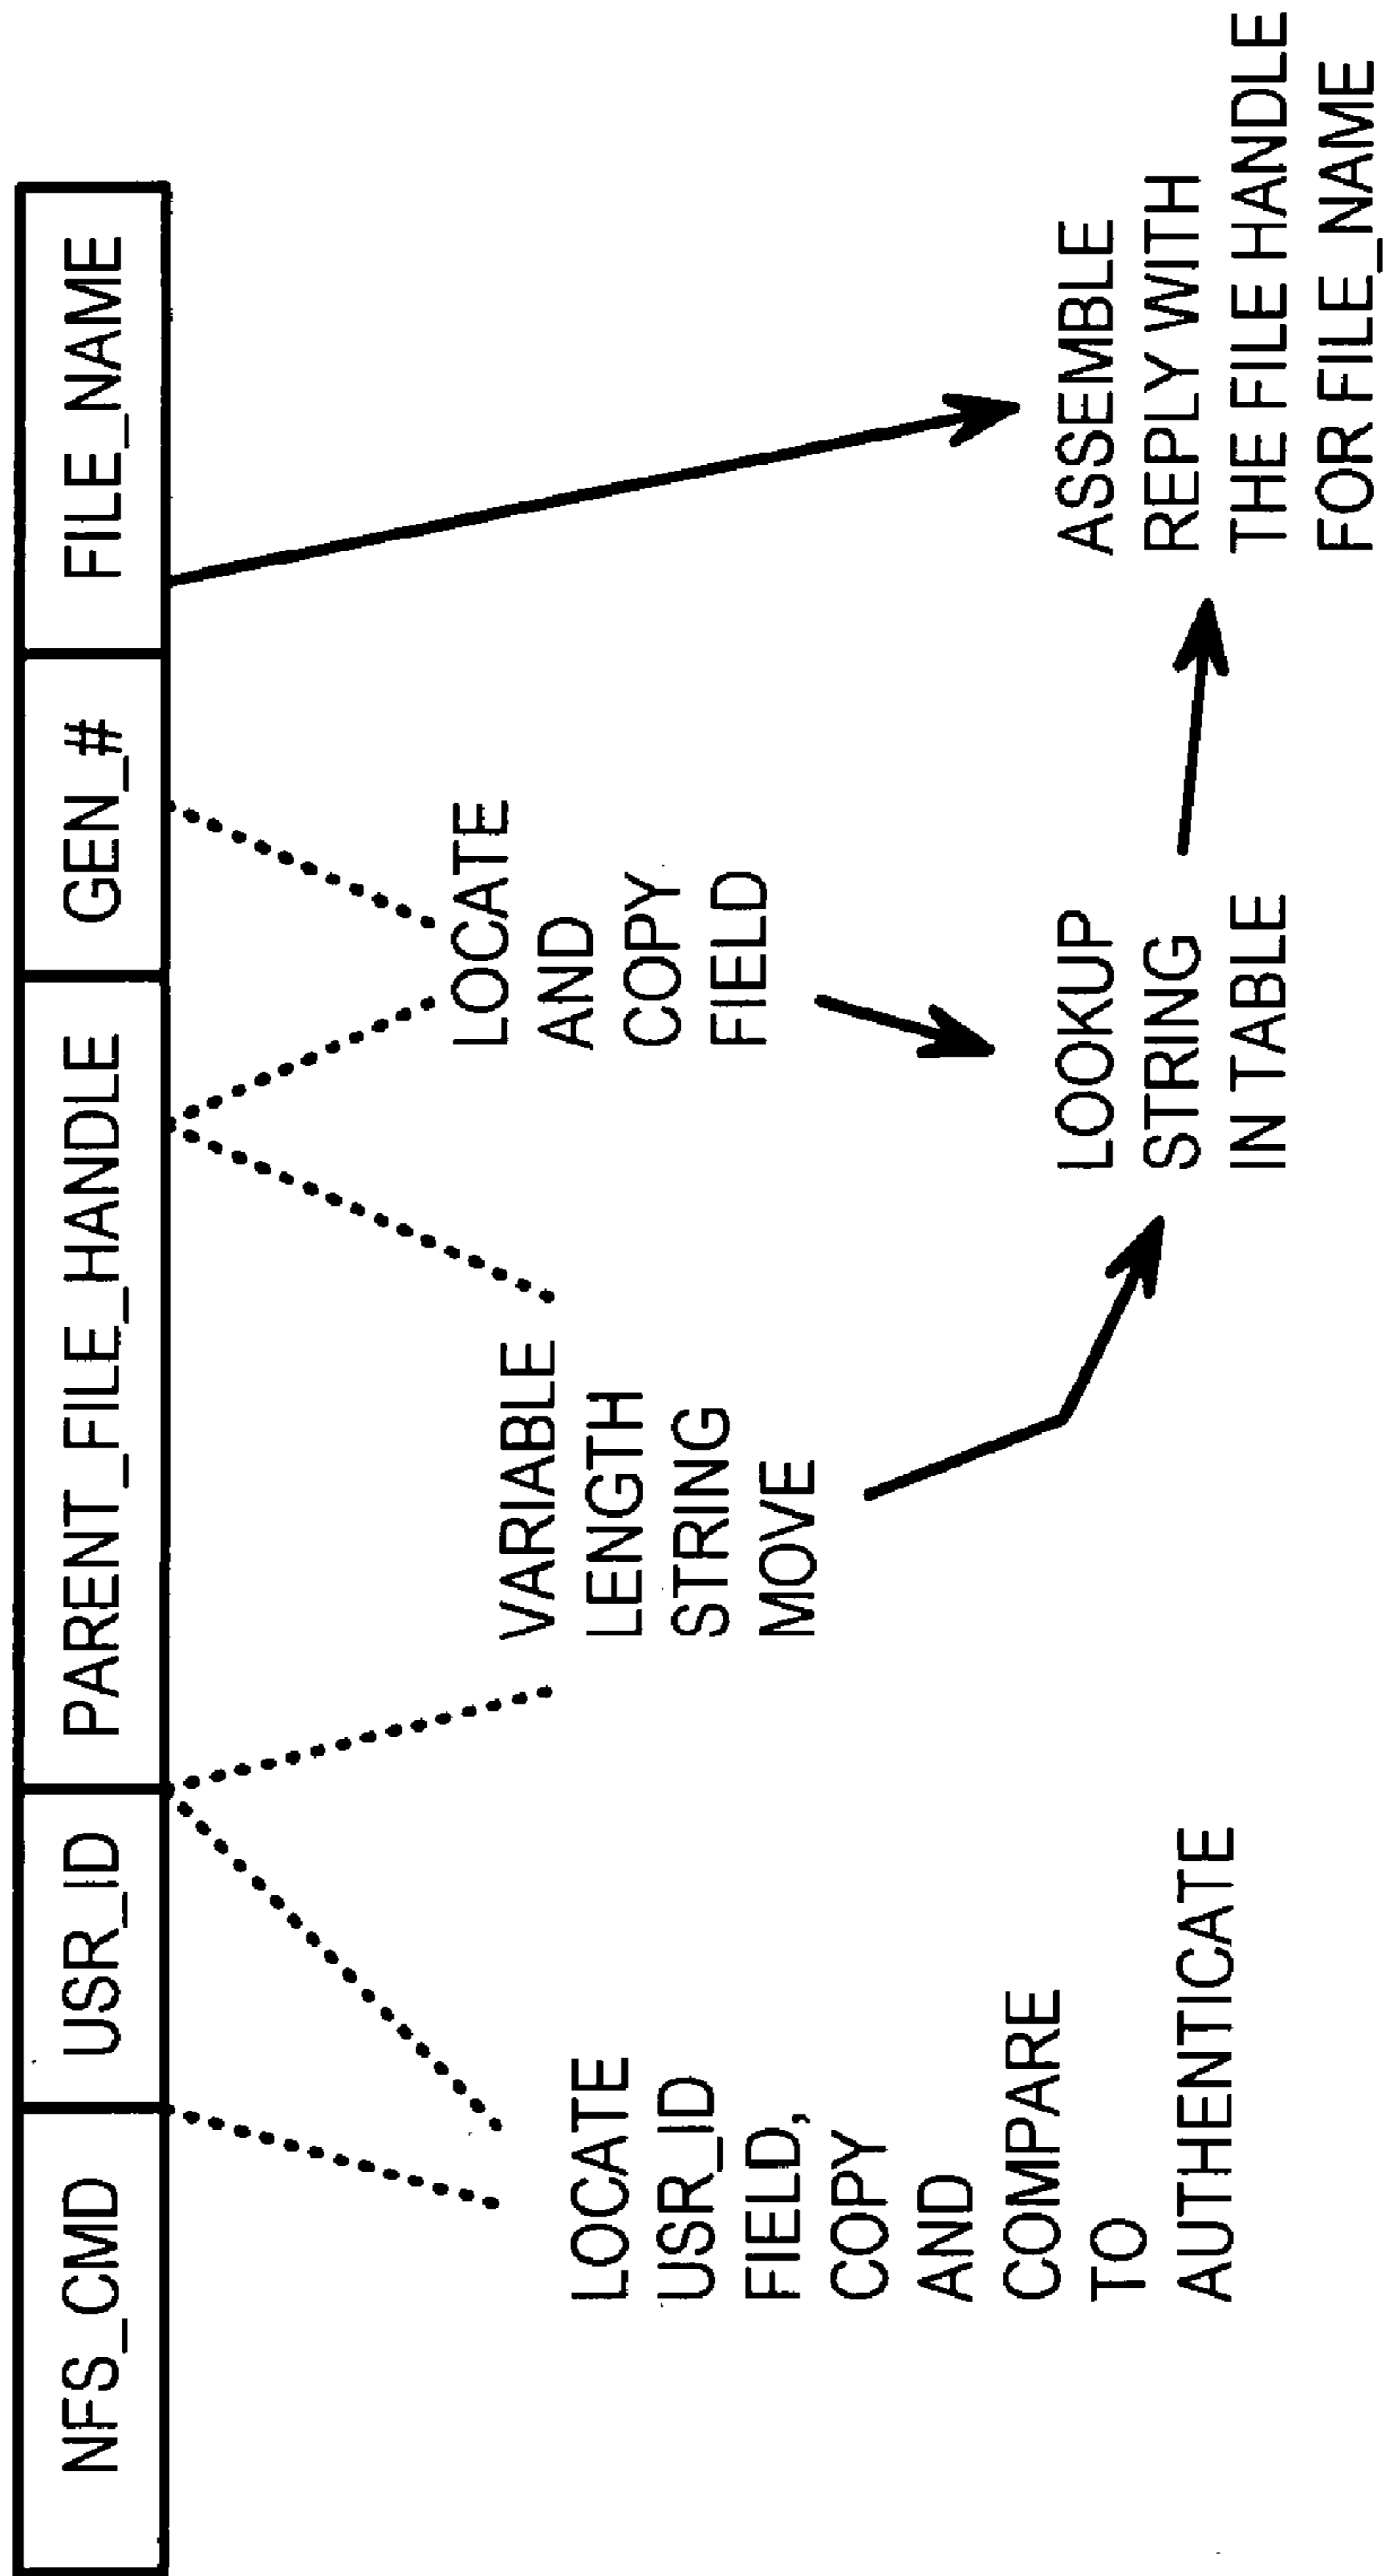 NFS_CMD
USR_ID
PARENT_FILE_HANDLE
GEN_#
FILE_NAME
LOCATE
USR_ID
FIELD,
COPY
AND
COMPARE
TO
AUTHENTICATE
VARIABLE
LENGTH
STRING
MOVE
LOCATE
AND
COPY
FIELD
LOOKUP
STRING
IN TABLE
ASSEMBLE
REPLY WITH
THE FILE HANDLE
FOR FILE_NAME